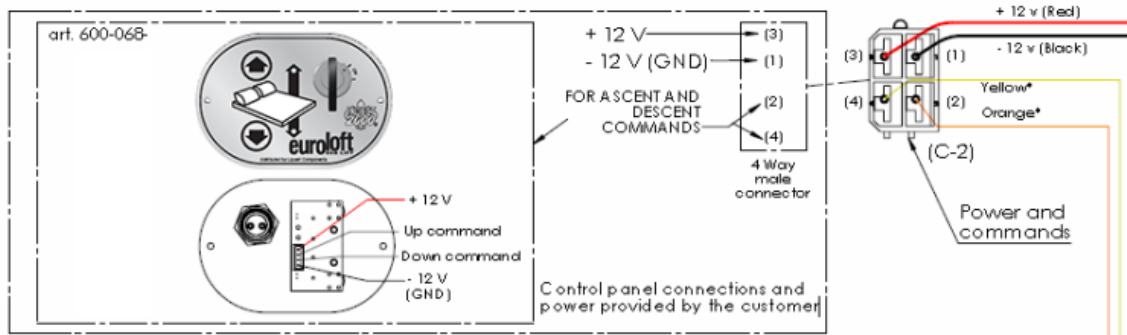 art. 600-068-
euroloft
+ 12 V
Up command
Down command
- 12 V
(GND)
+ 12 V
- 12 V (GND)
FOR ASCENT AND
DESCENT
COMMANDS
(3)
(1)
(2)
(4)
4 Way
male
connector
Control panel connections and
power provided by the customer
+ 12 v (Red)
- 12 v (Black)
(3)
(1)
Yellow*
(4)
(2)
Orange*
(C-2)
Power and
commands